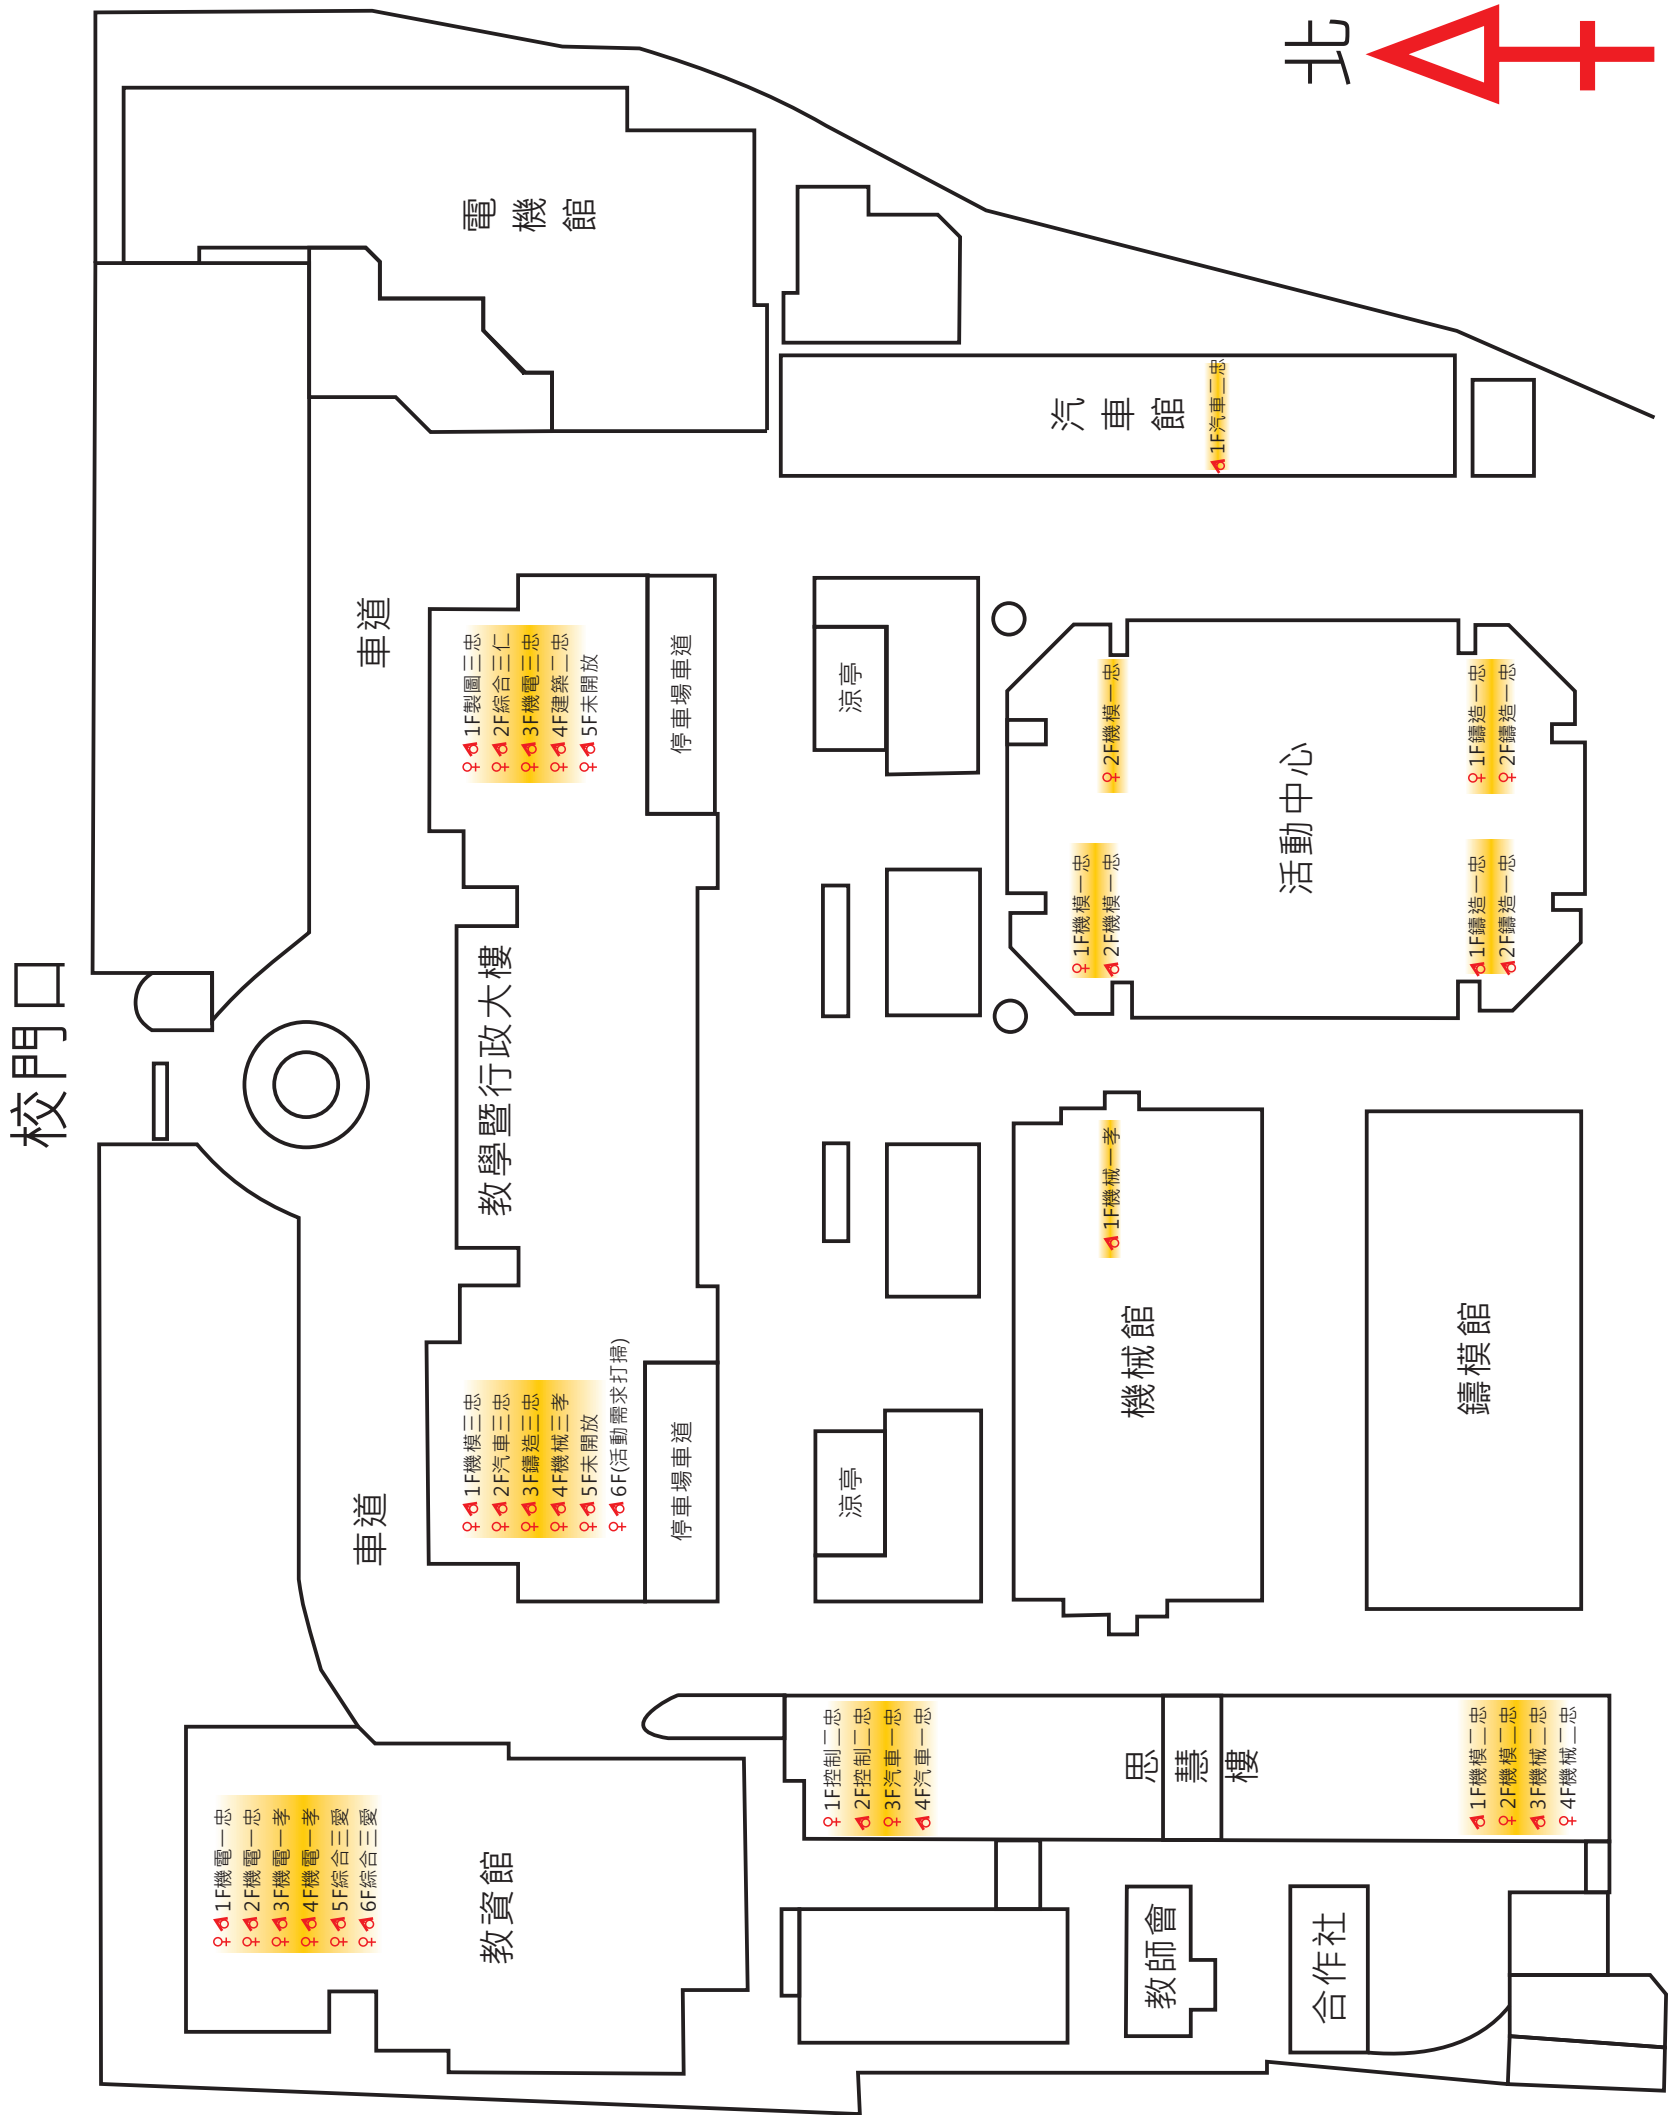 北
校門口
電機館
汽車館
1F汽車二忠
車道
1F製圖三忠
2F綜合三仁
3F機電三忠
4F建築二忠
5F未開放
停車場車道
涼亭
2F機模一忠
1F鑄造一忠
2F鑄造一忠
活動中心
1F機模一忠
2F機模一忠
1F鑄造一忠
2F鑄造一忠
教學暨行政大樓
1F機械一孝
機械館
鑄模館
車道
1F機模三忠
2F汽車三忠
3F鑄造三忠
4F機械三孝
5F未開放
6F(活動需求打掃)
停車場車道
涼亭
1F控制二忠
2F控制二忠
3F汽車一忠
4F汽車一忠
思慧樓
1F機模二忠
2F機模二忠
3F機械二忠
4F機械二忠
1F機電一忠
2F機電一忠
3F機電一孝
4F機電一孝
5F綜合三愛
6F綜合三愛
教資館
教師會
合作社